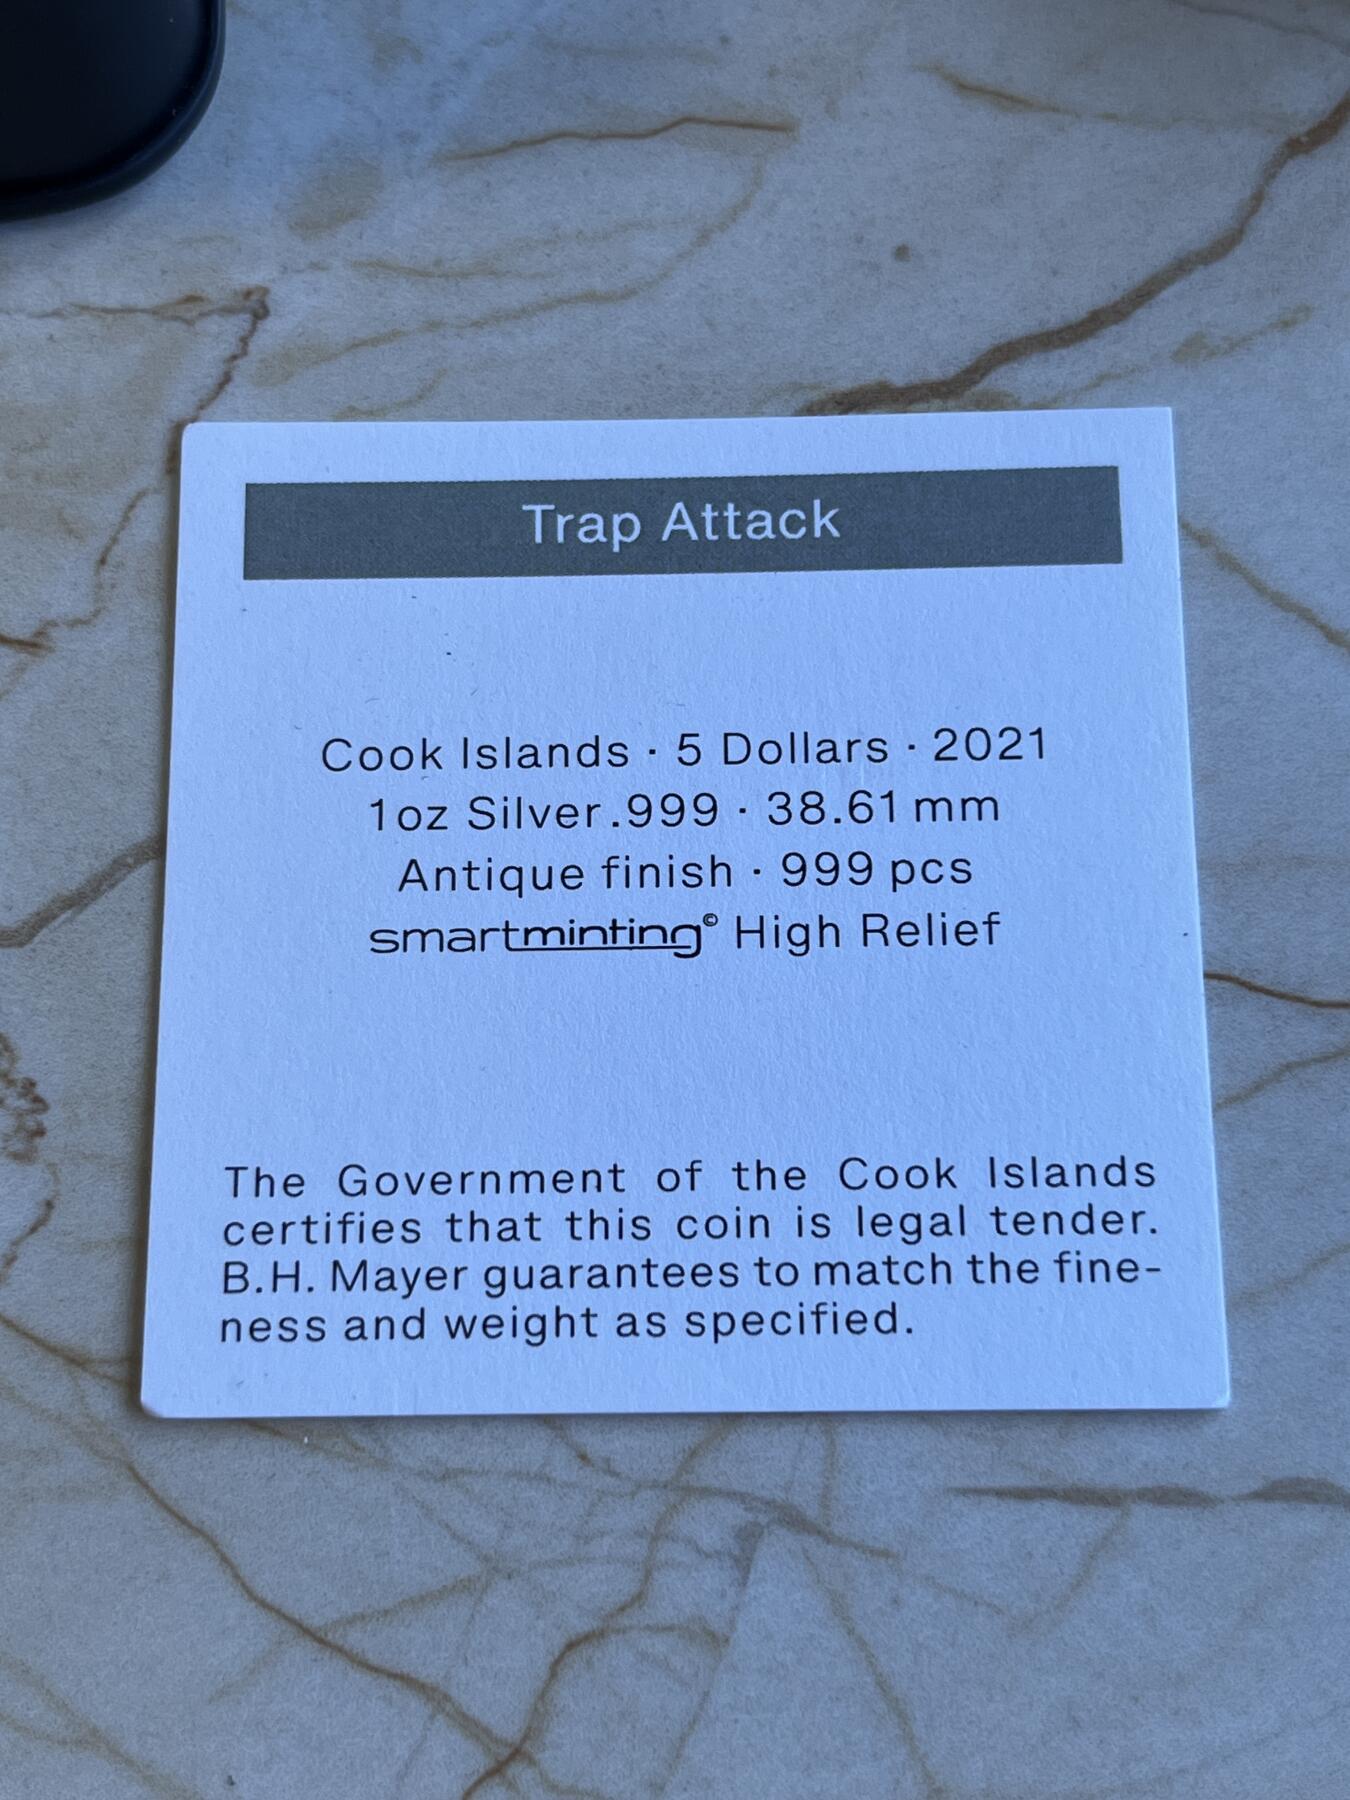 Trap Attack
Cook Islands · 5 Dollars · 2021
1oz Silver .999 · 38.61 mm
Antique finish · 999 pcs
smartminting© High Relief
The Government of the Cook Islands
certifies that this coin is legal tender.
B.H. Mayer guarantees to match the fine-
ness and weight as specified.